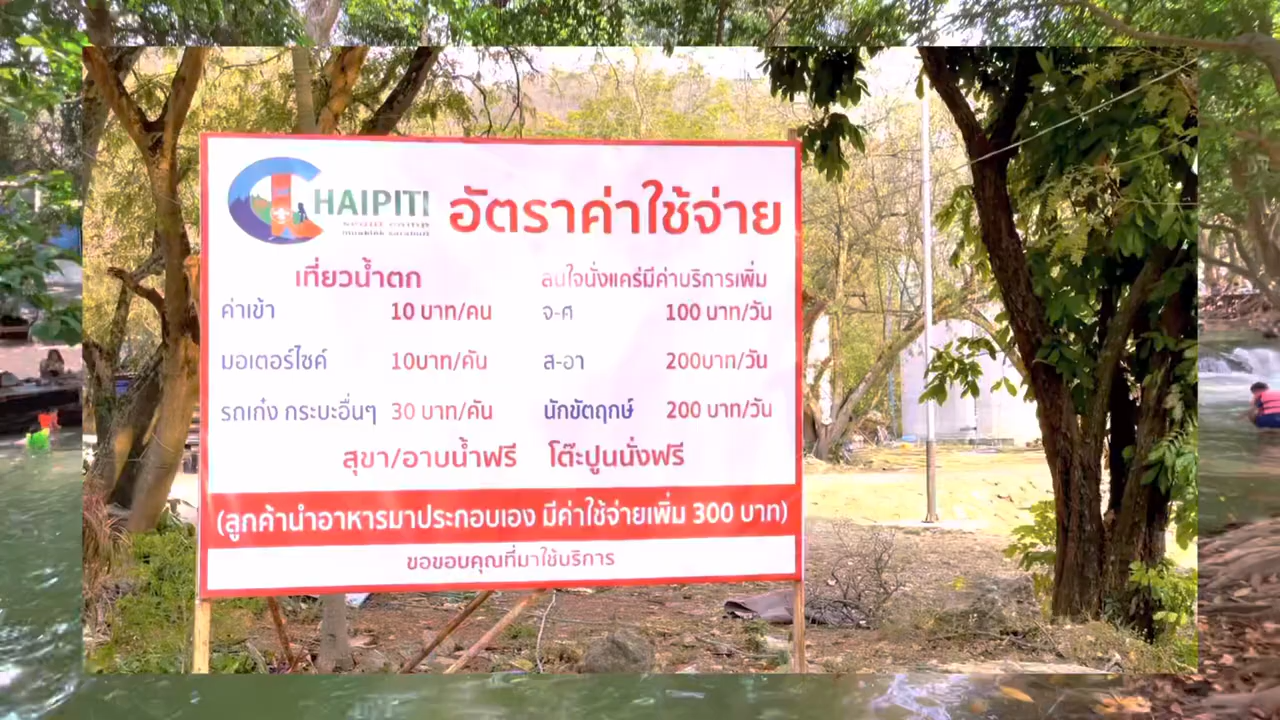 CHAIPITI
อัตราค่าใช้จ่าย
เที่ยวน้ำตก
สนใจนั่งแคร่มีค่าบริการเพิ่ม
ค่าเข้า 10 บาท/คน จ-ศ 100 บาท/วัน
มอเตอร์ไซค์ 10บาท/คัน ส-อา 200บาท/วัน
รถเก๋ง กระบะอื่นๆ 30 บาท/คัน นักขัตฤกษ์ 200 บาท/วัน
สุขา/อาบน้ำฟรี โต๊ะปูนนั่งฟรี
(ลูกค้านำอาหารมาประกอบเอง มีค่าใช้จ่ายเพิ่ม 300 บาท)
ขอขอบคุณที่มาใช้บริการ